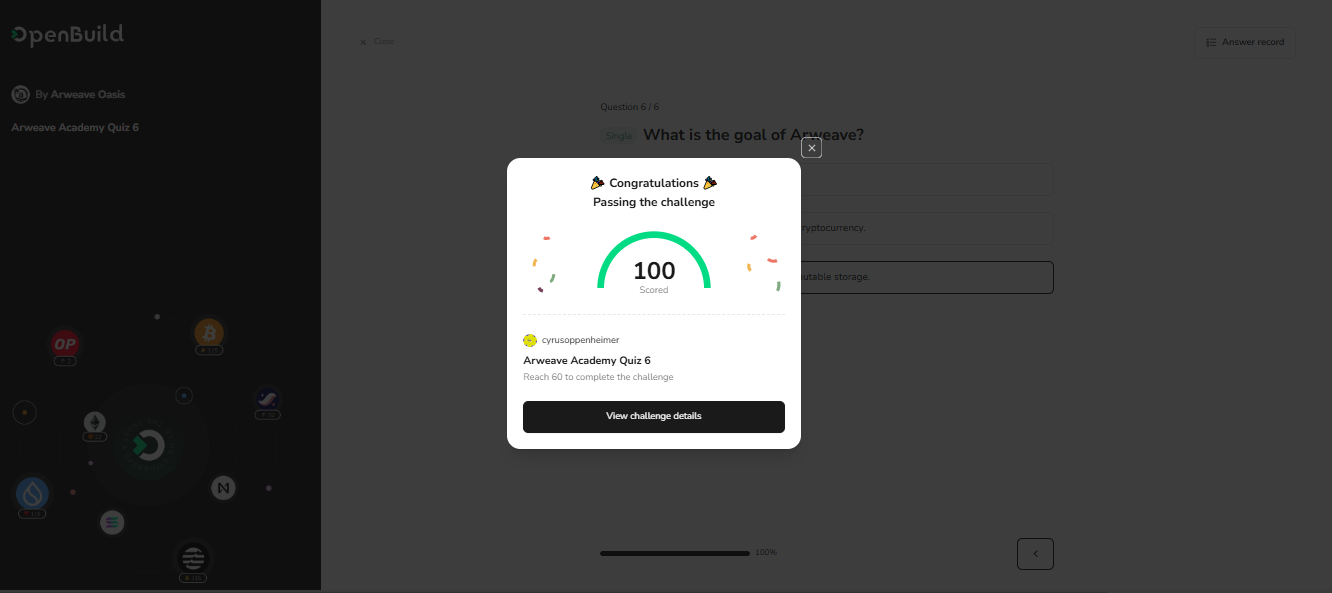 OpenBuild
Close
Answer record
By Arweave Oasis
Arweave Academy Quiz 6
Question 6 / 6
Single What is the goal of Arweave?
Congratulations
Passing the challenge
100
Scored
cyrusoppenheimer
Arweave Academy Quiz 6
Reach 60 to complete the challenge
View challenge details
ryptocurrency.
utable storage.
OP
100%